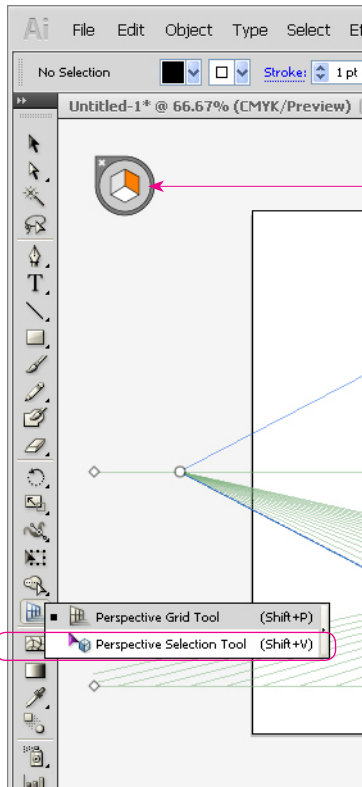 Ai File Edit Object Type Select
No Selection Stroke: 1 pt
Untitled-1* @ 66.67% (CMYK/Preview)
T
Perspective Grid Tool (Shift+P)
Perspective Selection Tool (Shift+V)